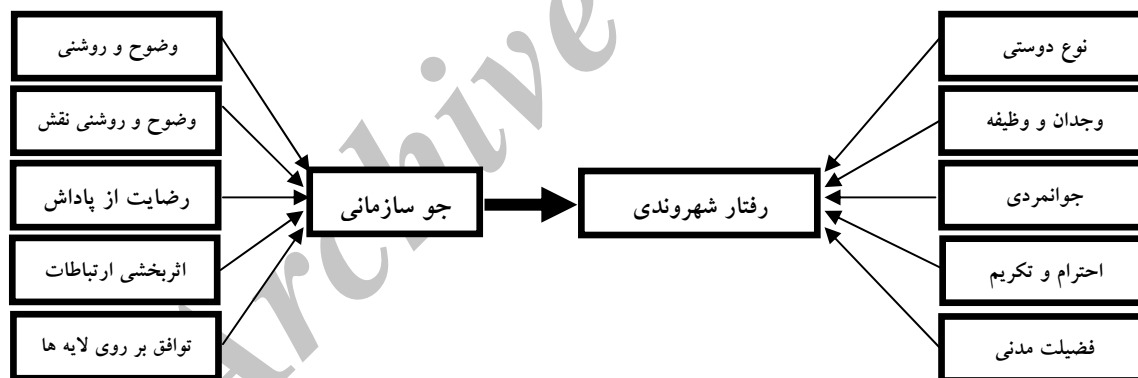 نوع دوستی
وجدان و وظیفه
جوانمردی
احترام و تکریم
فضیلت مدنی
رفتار شهروندی
جو سازمانی
وضوح و روشنی
وضوح و روشنی نقش
رضایت از پاداش
اثربخشی ارتباطات
توافق بر روی لایه ها
Archive